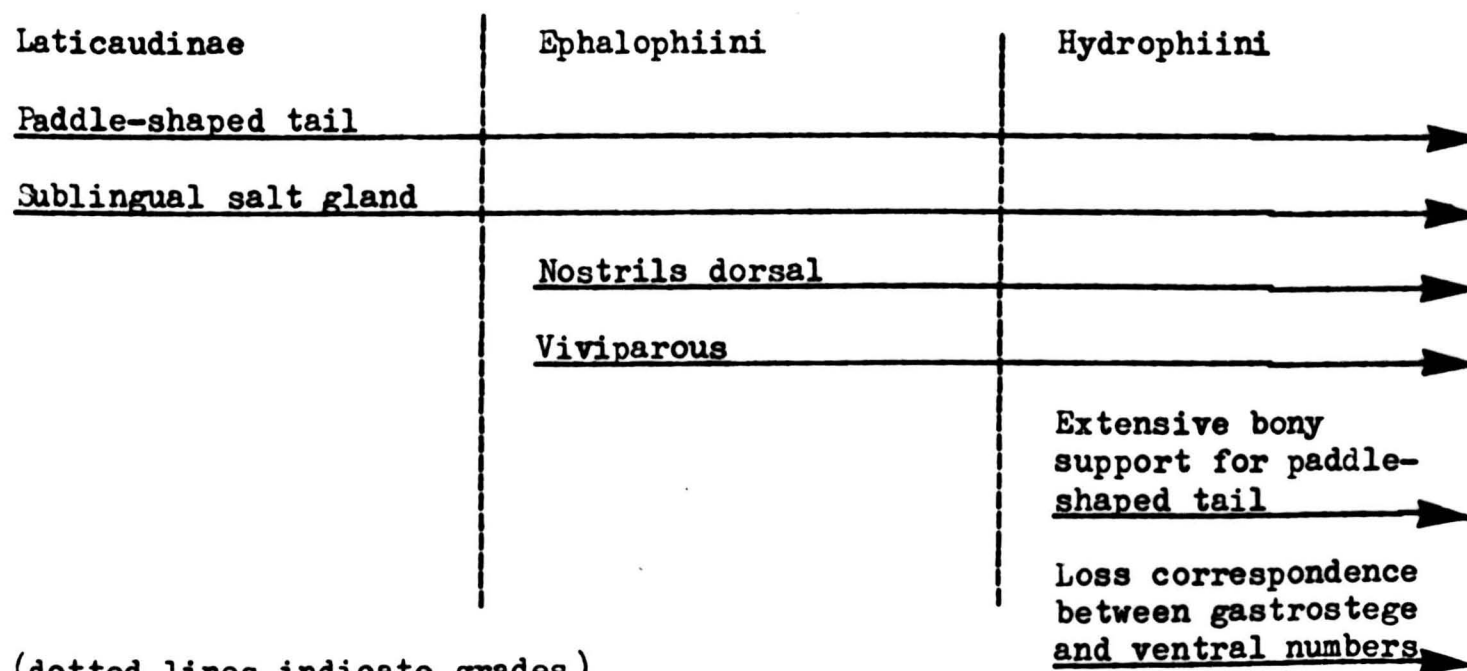 Laticaudinae Ephalophiini Hydrophiini
Paddle-shaped tail
Sublingual salt gland
Nostrils dorsal
Viviparous
Extensive bony
support for paddle-
shaped tail
Loss correspondence
between gastrostege
and ventral numbers
(dotted lines indicate grades)